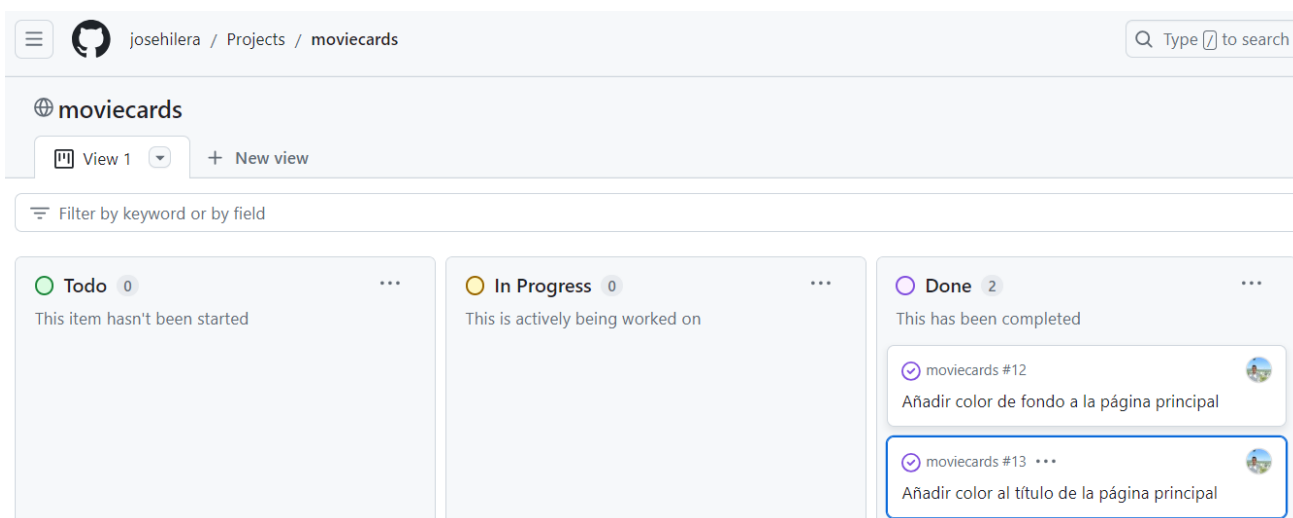 josehilera / Projects / moviecards
Type / to search
moviecards
View 1
+ New view
Filter by keyword or by field
Todo 0 ...
This item hasn't been started
In Progress 0 ...
This is actively being worked on
Done 2 ...
This has been completed
moviecards #12
Añadir color de fondo a la página principal
moviecards #13 ...
Añadir color al título de la página principal